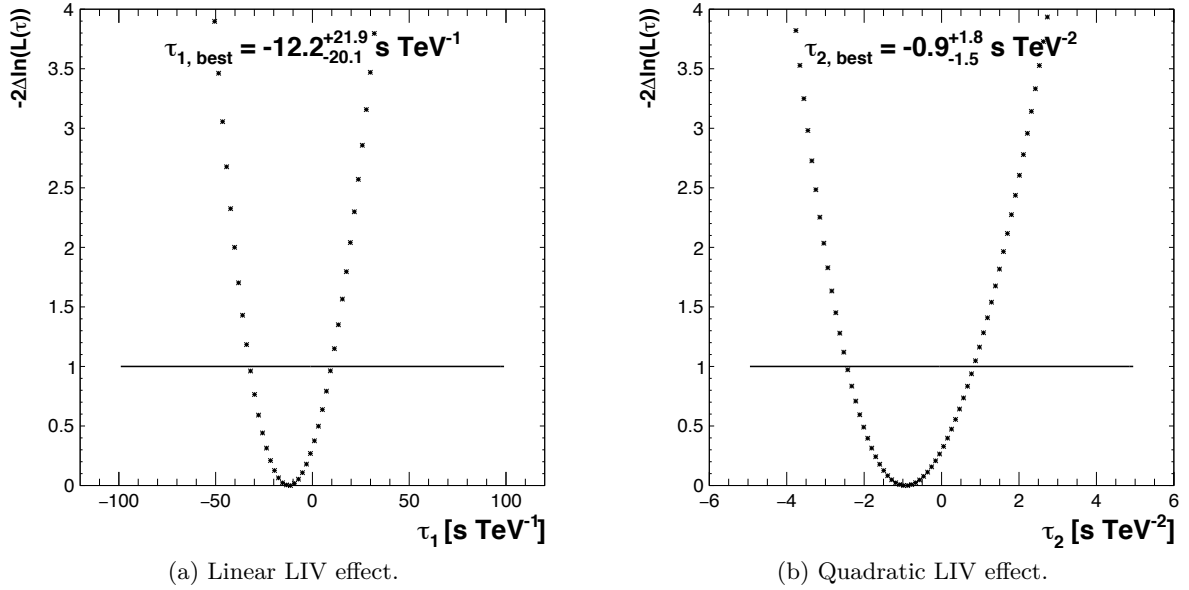 -2Δln(L(τ))
τ1, best = -12.2 +21.9 -20.1 s TeV-1
4
3.5
3
2.5
2
1.5
1
0.5
0
−100 −50 0 50 100
τ1 [s TeV-1]
(a) Linear LIV effect.
-2Δln(L(τ))
τ2, best = -0.9 +1.8 -1.5 s TeV-2
4
3.5
3
2.5
2
1.5
1
0.5
0
−6 −4 −2 0 2 4 6
τ2 [s TeV-2]
(b) Quadratic LIV effect.